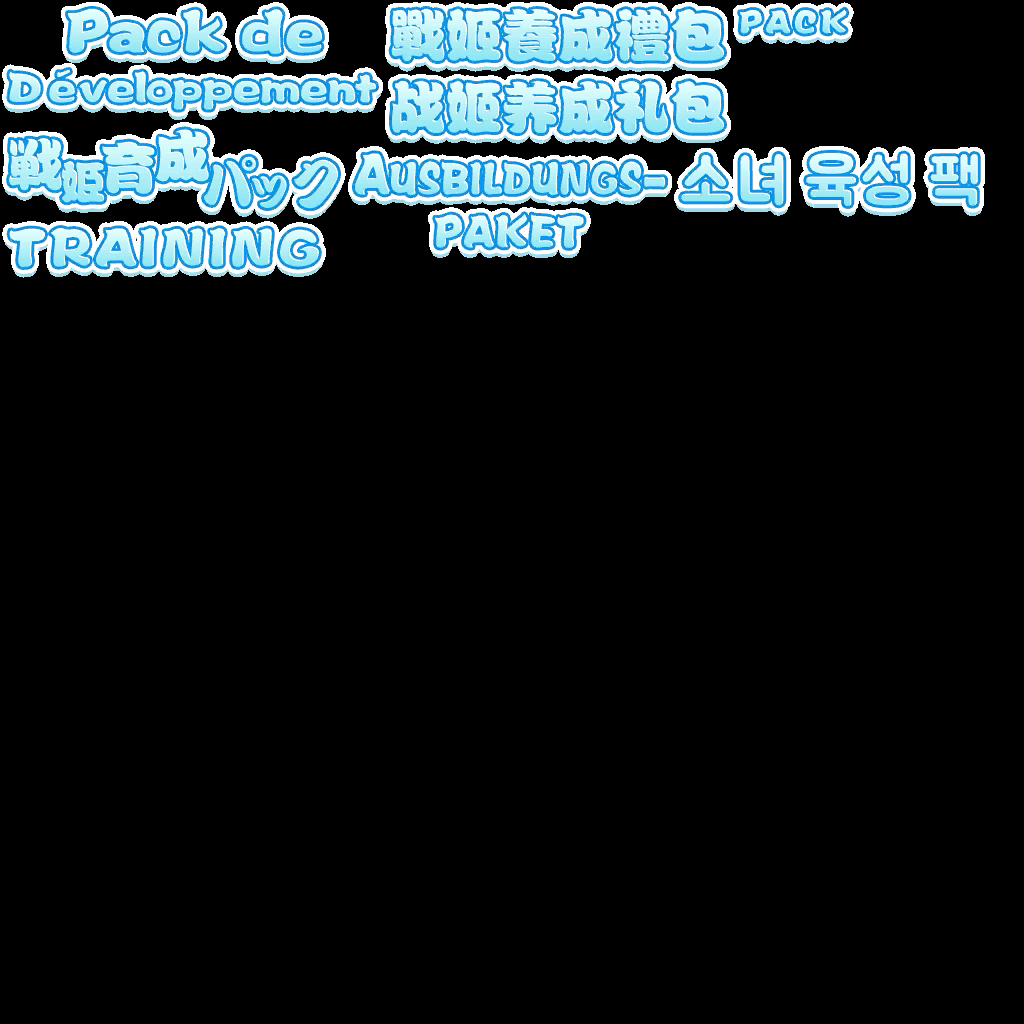 Pack de
Développement
戰姬養成禮包
PACK
战姬养成礼包
戦姫育成パック
AUSBILDUNGS-
PAKET
소녀 육성 팩
TRAINING